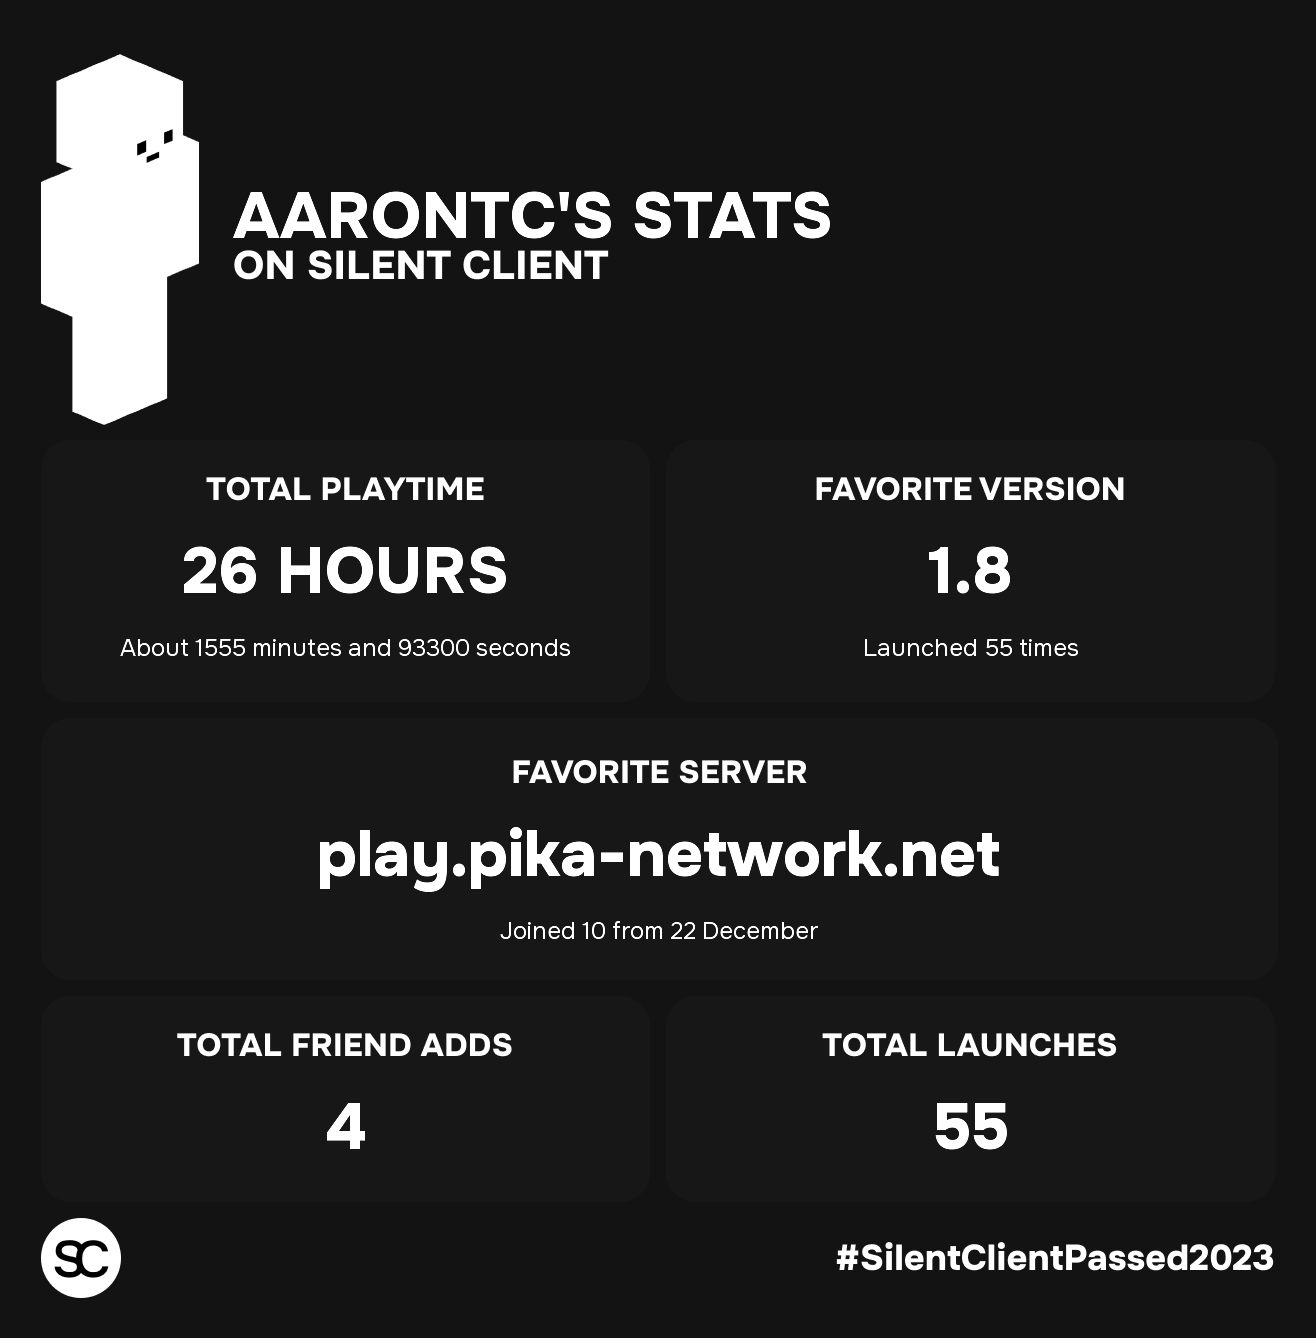 AARONTC'S STATS
ON SILENT CLIENT
TOTAL PLAYTIME
26 HOURS
About 1555 minutes and 93300 seconds
FAVORITE VERSION
1.8
Launched 55 times
FAVORITE SERVER
play.pika-network.net
Joined 10 from 22 December
TOTAL FRIEND ADDS
4
TOTAL LAUNCHES
55
SC
#SilentClientPassed2023